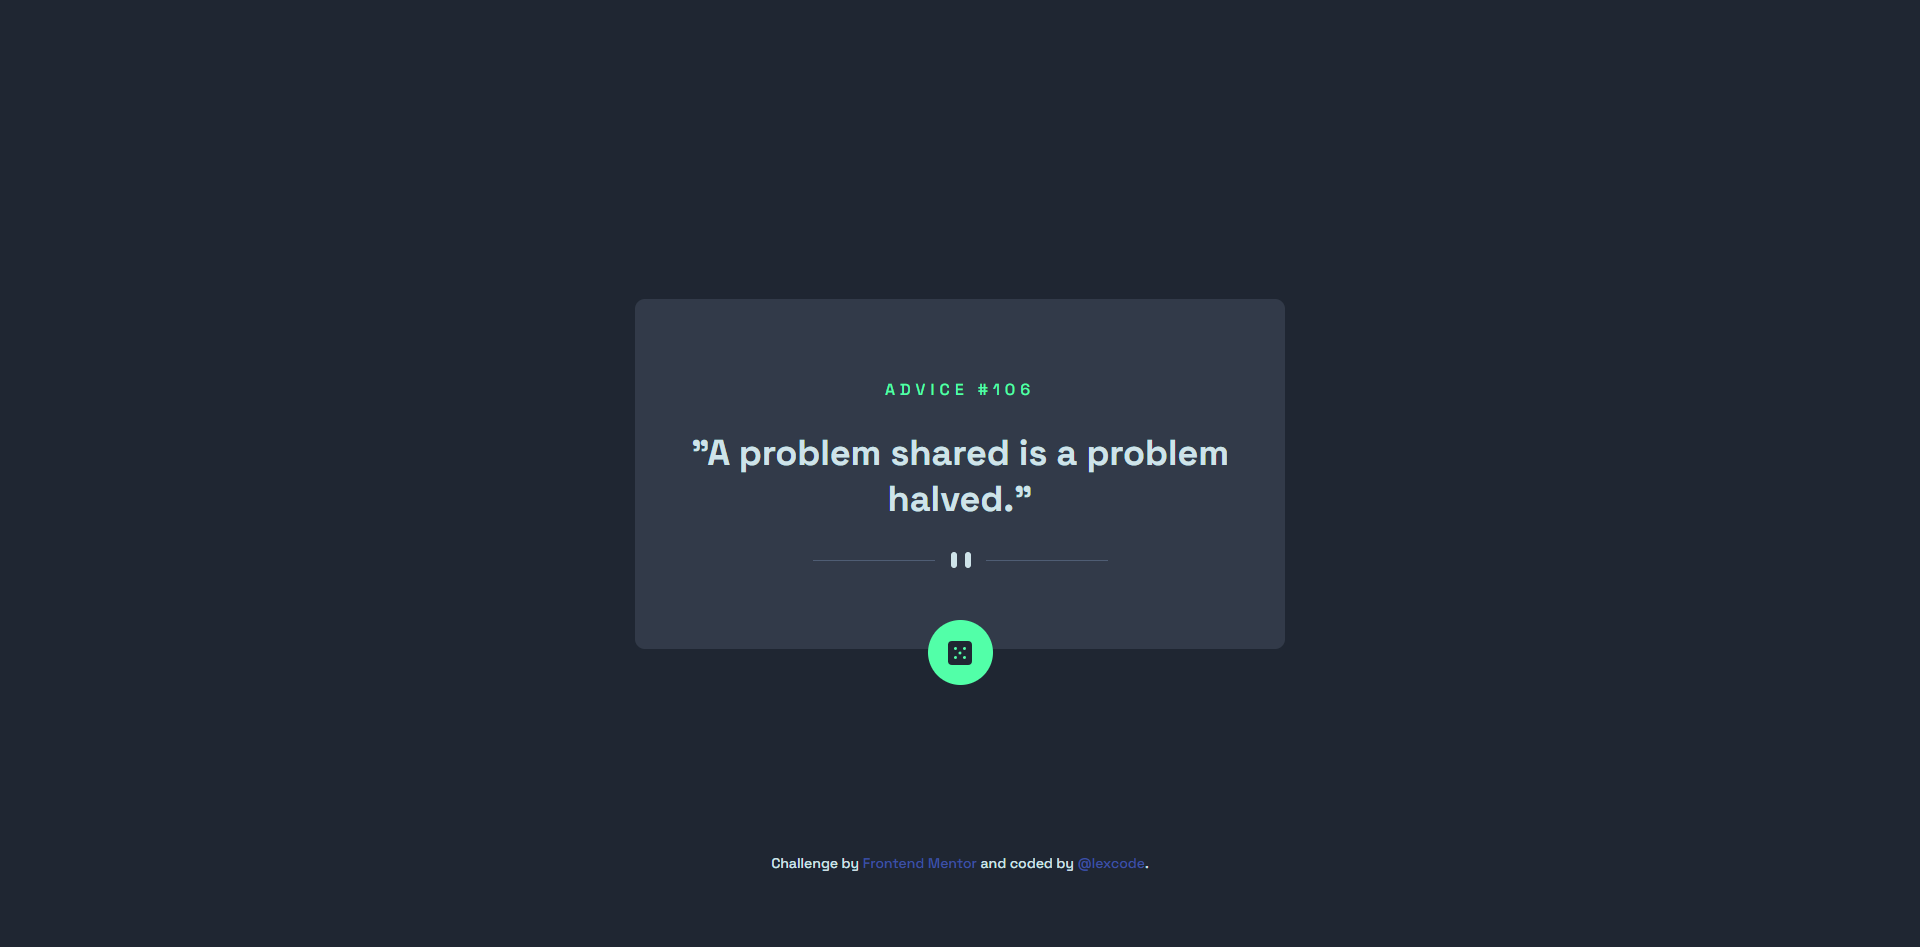 ADVICE #106
”A problem shared is a problem
halved.”
Challenge by Frontend Mentor and coded by @lexcode.